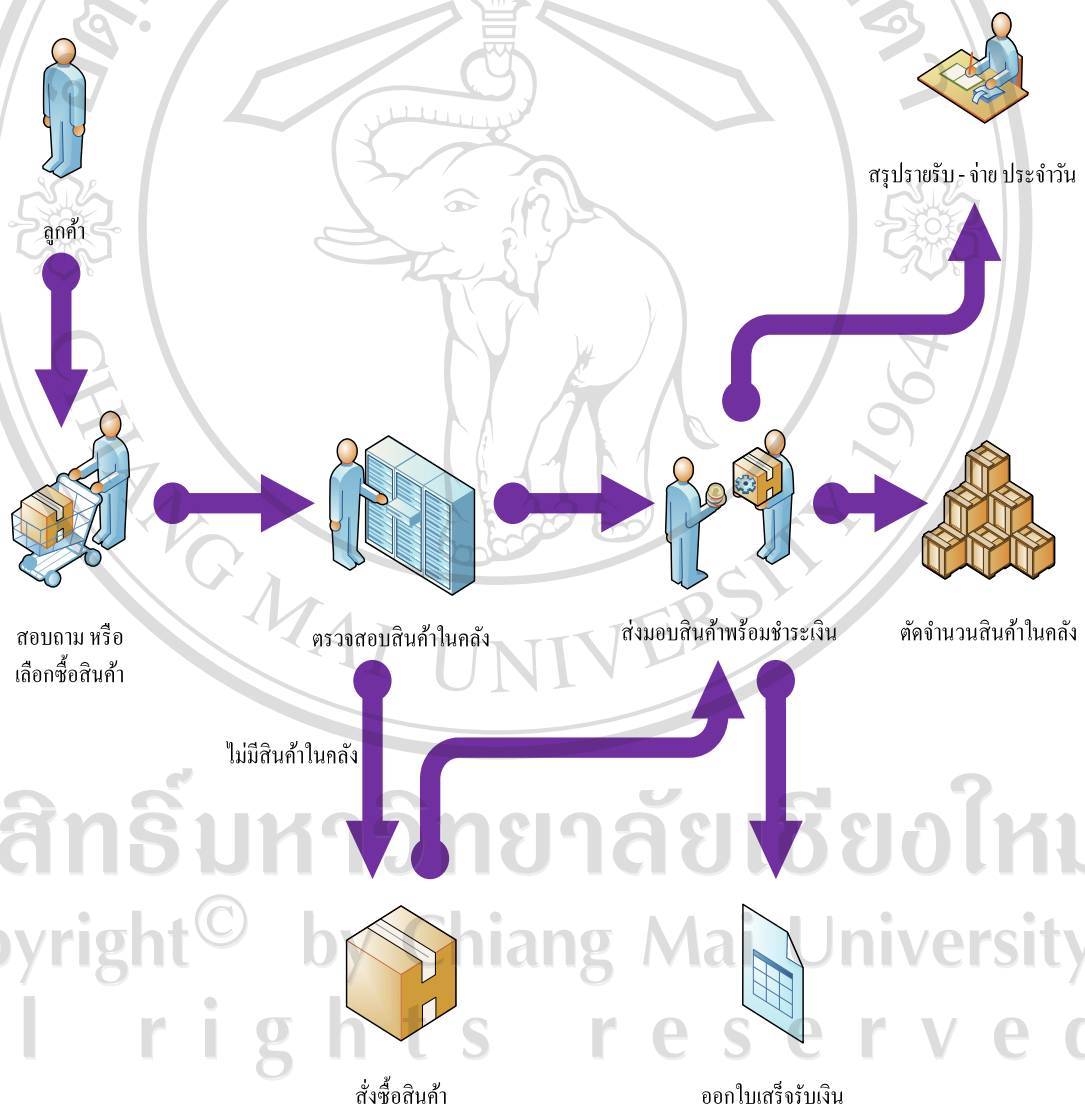 สรุปรายรับ - จ่าย ประจำวัน
ลูกค้า
สอบถาม หรือ
เลือกซื้อสินค้า
ตรวจสอบสินค้าในคลัง
ส่งมอบสินค้าพร้อมชำระเงิน
ตัดจำนวนสินค้าในคลัง
ไม่มีสินค้าในคลัง
สั่งซื้อสินค้า
ออกใบเสร็จรับเงิน
CHIANG MAI UNIVERSITY 1964
สิทธิ์มหาวิทยาลัยเชียงใหม
pyright © by Chiang Mai University
l rights reserved